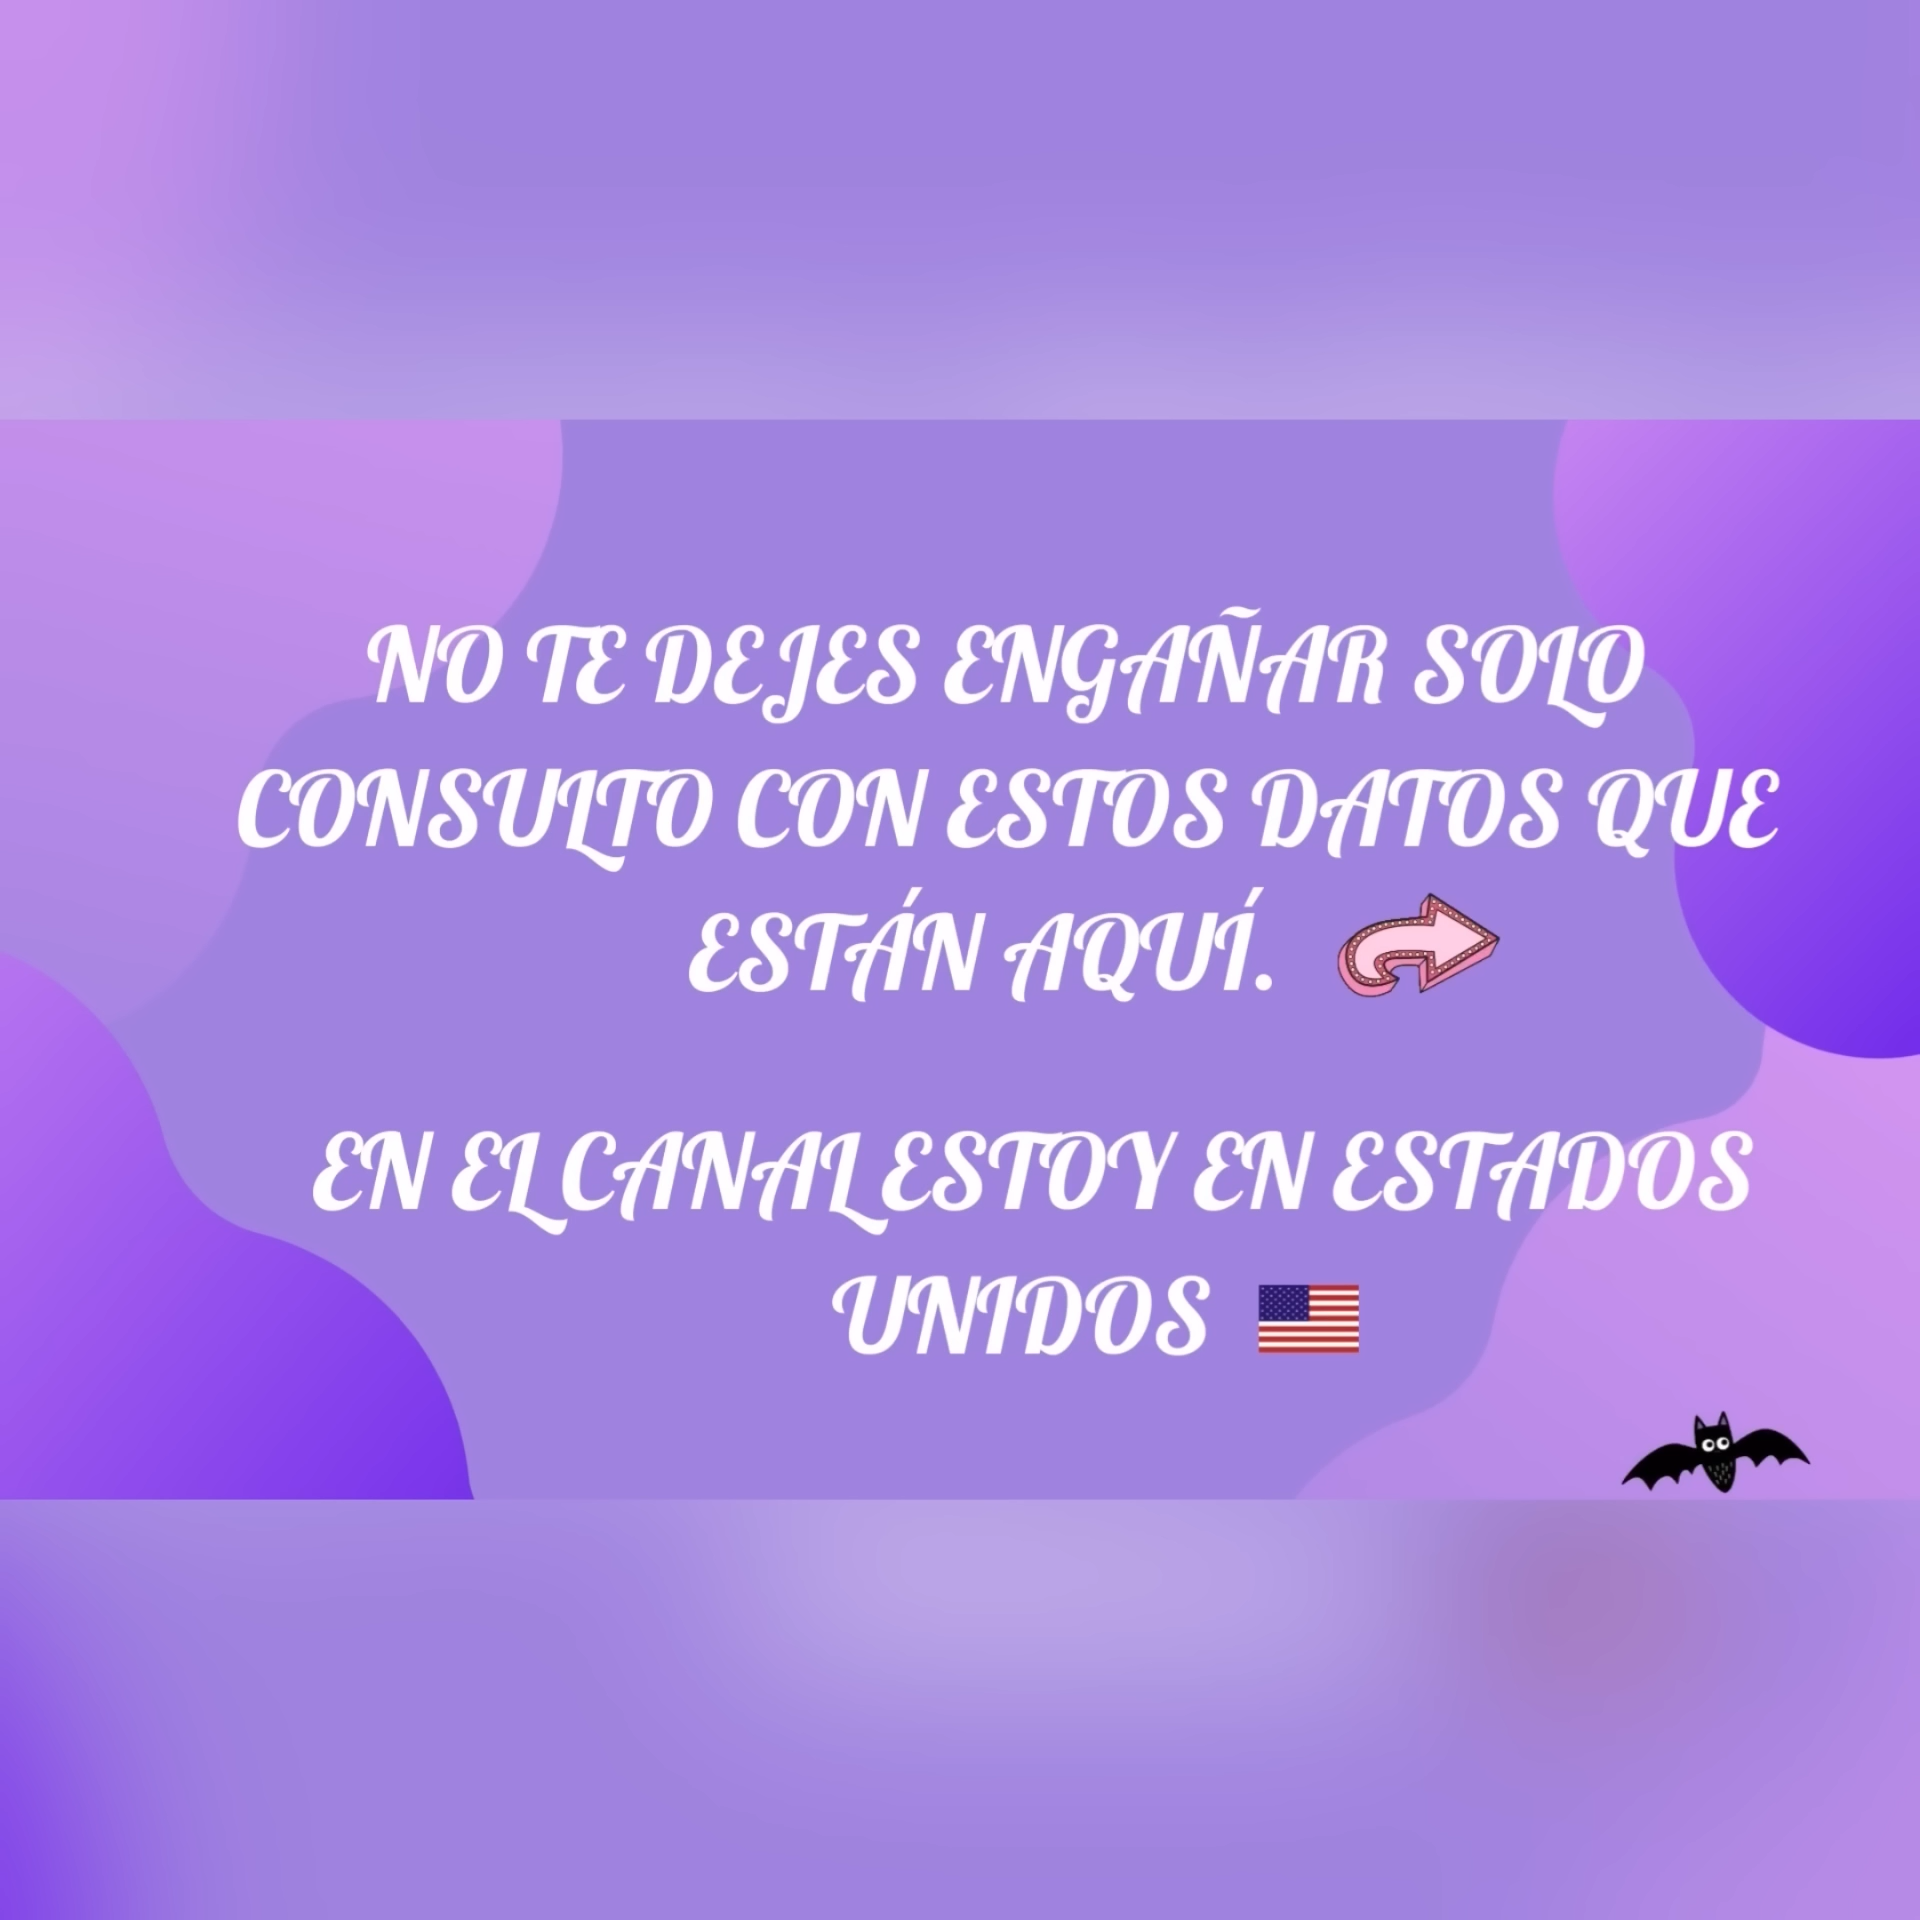 NO TE DEJES ENGAÑAR SOLO
CONSULTO CON ESTOS DATOS QUE
ESTÁN AQUÍ.
EN EL CANAL ESTOY EN ESTADOS
UNIDOS